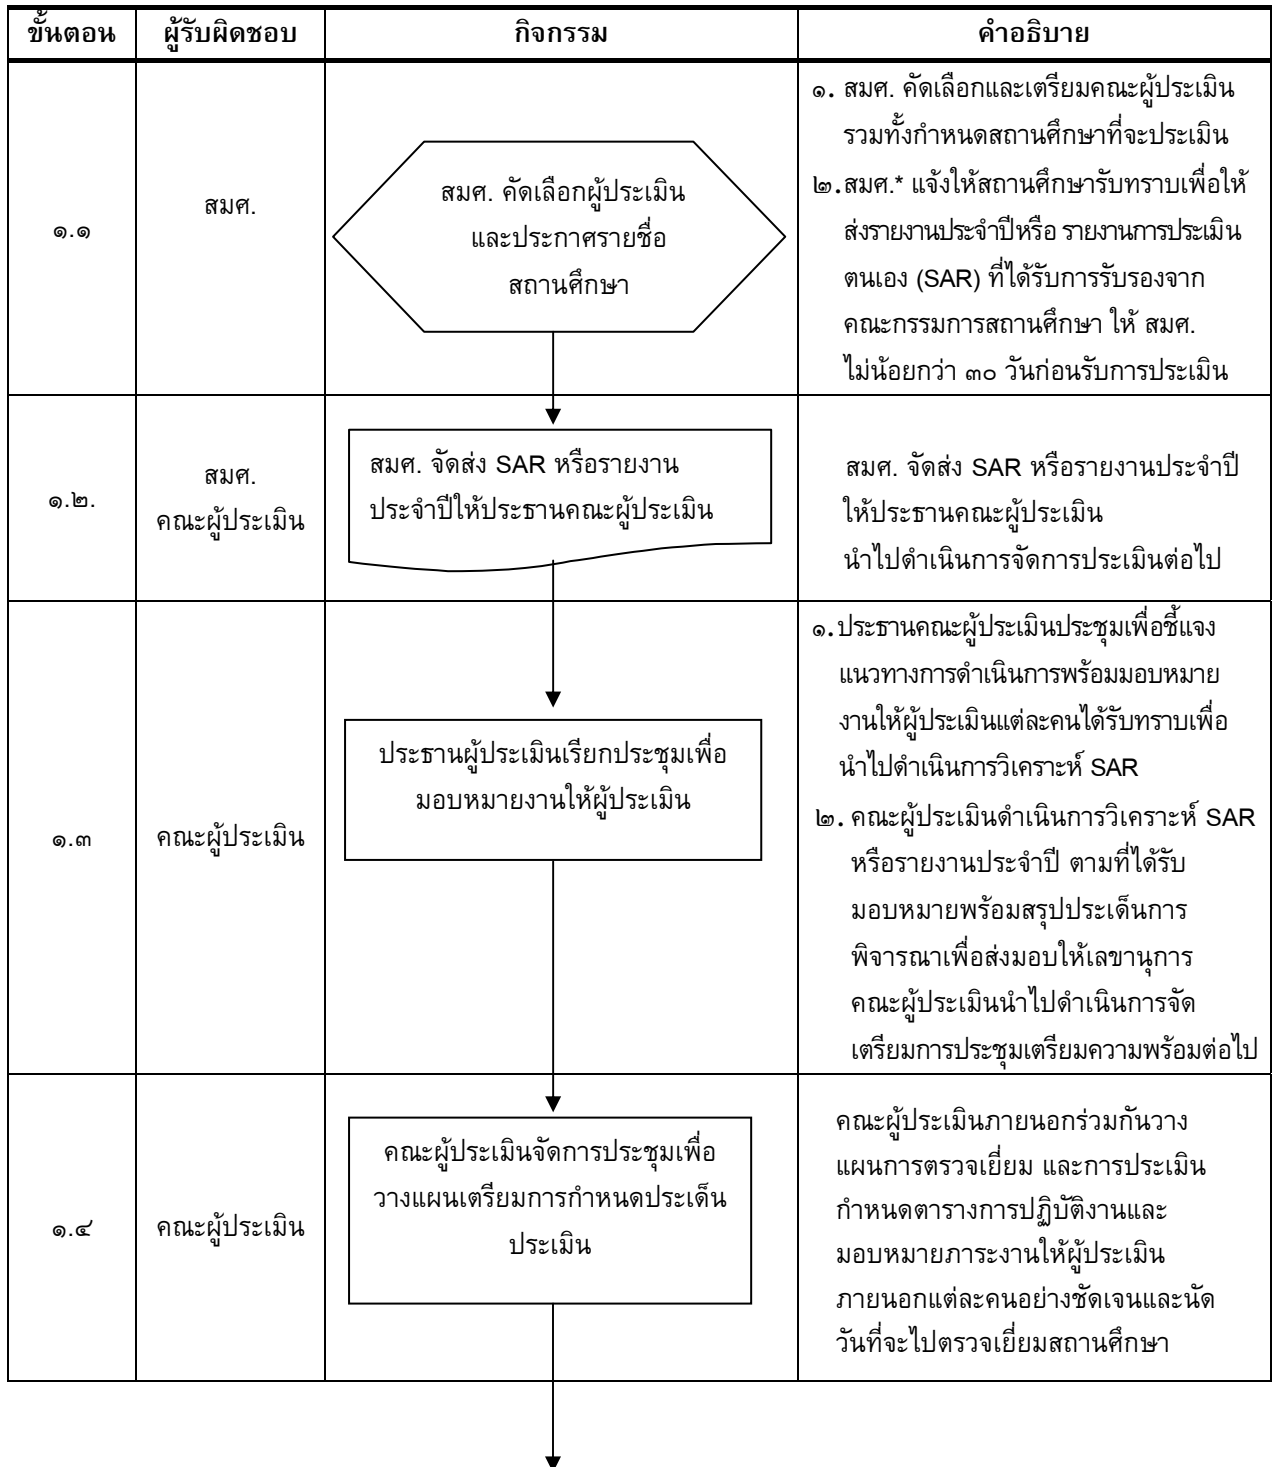 ขั้นตอน ผู้รับผิดชอบ กิจกรรม คำอธิบาย
๑.๑
สมศ.
สมศ. คัดเลือกผู้ประเมิน
และประกาศรายชื่อ
สถานศึกษา
๑. สมศ. คัดเลือกและเตรียมคณะผู้ประเมิน
รวมทั้งกำหนดสถานศึกษาที่จะประเมิน
๒. สมศ.* แจ้งให้สถานศึกษารับทราบเพื่อให้
ส่งรายงานประจำปีหรือ รายงานการประเมิน
ตนเอง (SAR) ที่ได้รับการรับรองจาก
คณะกรรมการสถานศึกษา ให้ สมศ.
ไม่น้อยกว่า ๓๐ วันก่อนรับการประเมิน
๑.๒.
สมศ.
คณะผู้ประเมิน
สมศ. จัดส่ง SAR หรือรายงาน
ประจำปีให้ประธานคณะผู้ประเมิน
สมศ. จัดส่ง SAR หรือรายงานประจำปี
ให้ประธานคณะผู้ประเมิน
นำไปดำเนินการจัดการประเมินต่อไป
๑.๓
คณะผู้ประเมิน
ประธานผู้ประเมินเรียกประชุมเพื่อ
มอบหมายงานให้ผู้ประเมิน
๑. ประธานคณะผู้ประเมินประชุมเพื่อชี้แจง
แนวทางการดำเนินการพร้อมมอบหมาย
งานให้ผู้ประเมินแต่ละคนได้รับทราบเพื่อ
นำไปดำเนินการวิเคราะห์ SAR
๒. คณะผู้ประเมินดำเนินการวิเคราะห์ SAR
หรือรายงานประจำปี ตามที่ได้รับ
มอบหมายพร้อมสรุปประเด็นการ
พิจารณาเพื่อส่งมอบให้เลขานุการ
คณะผู้ประเมินนำไปดำเนินการจัด
เตรียมการประชุมเตรียมความพร้อมต่อไป
๑.๔
คณะผู้ประเมิน
คณะผู้ประเมินจัดการประชุมเพื่อ
วางแผนเตรียมการกำหนดประเด็น
ประเมิน
คณะผู้ประเมินภายนอกร่วมกันวาง
แผนการตรวจเยี่ยม และการประเมิน
กำหนดตารางการปฏิบัติงานและ
มอบหมายภาระงานให้ผู้ประเมิน
ภายนอกแต่ละคนอย่างชัดเจนและนัด
วันที่จะไปตรวจเยี่ยมสถานศึกษา